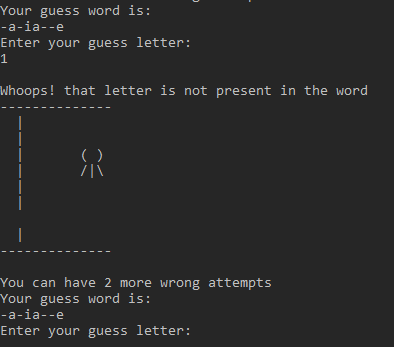 Your guess word is:
-a-ia--e
Enter your guess letter:
1
Whoops! that letter is not present in the word
--------------
  |
  |
  |       ( )
  |       /|\
  |
  |

  |
--------------
You can have 2 more wrong attempts
Your guess word is:
-a-ia--e
Enter your guess letter: